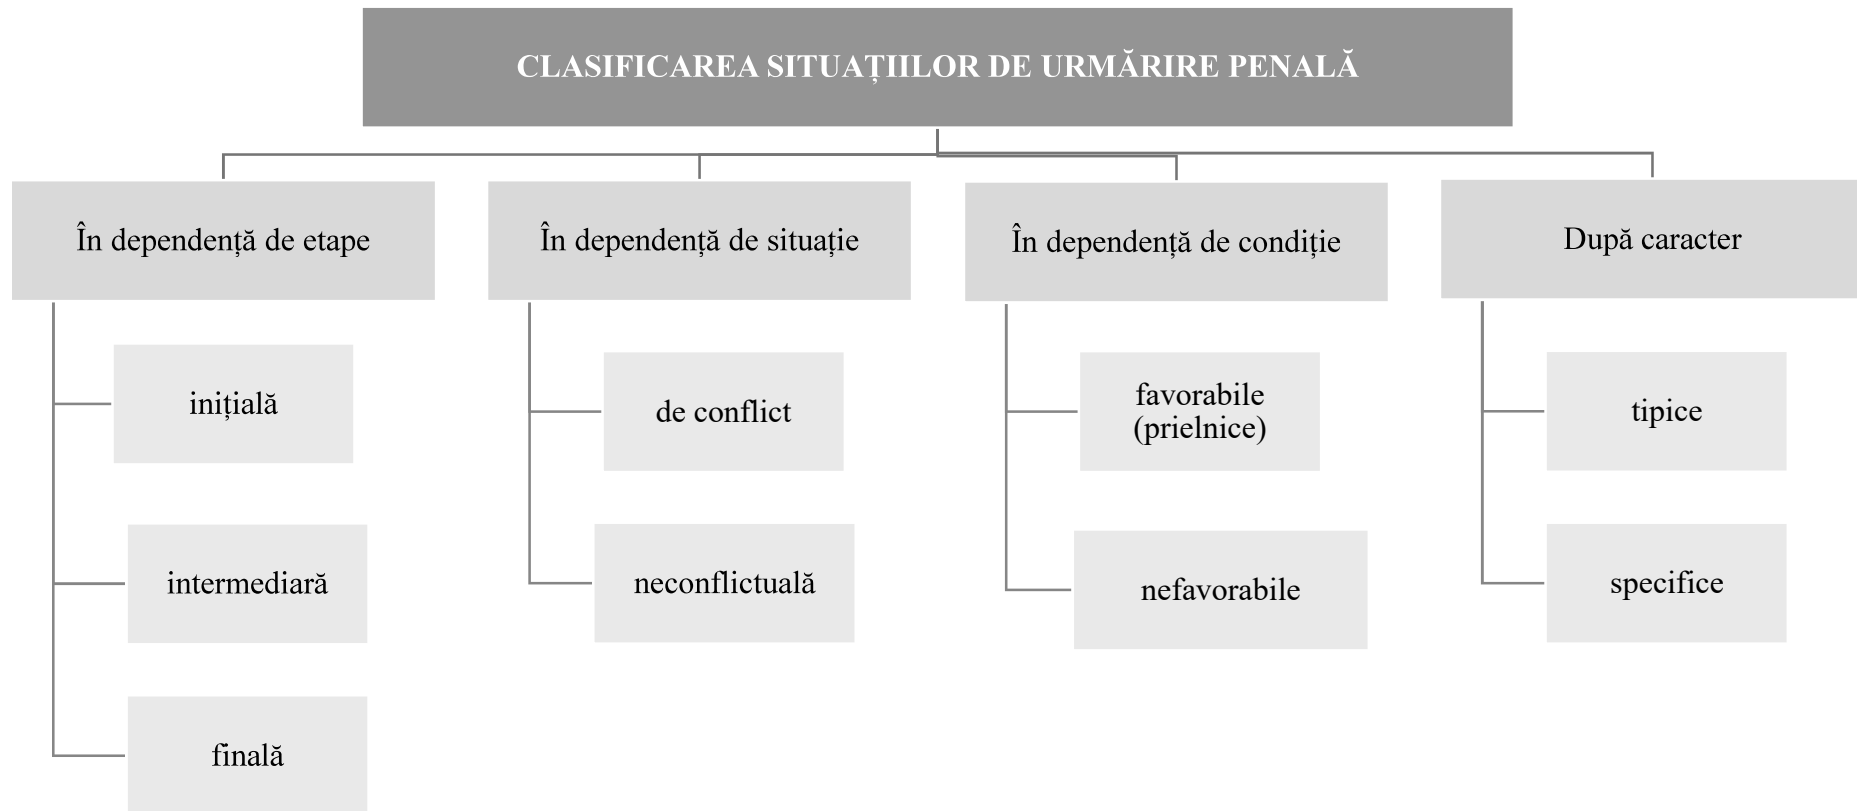 CLASIFICAREA SITUAȚIILOR DE URMĂRIRE PENALĂ
În dependență de etape
inițială
intermediară
finală
În dependență de situație
de conflict
neconflictuală
În dependență de condiție
favorabile
(prielnice)
nefavorabile
După caracter
tipice
specifice